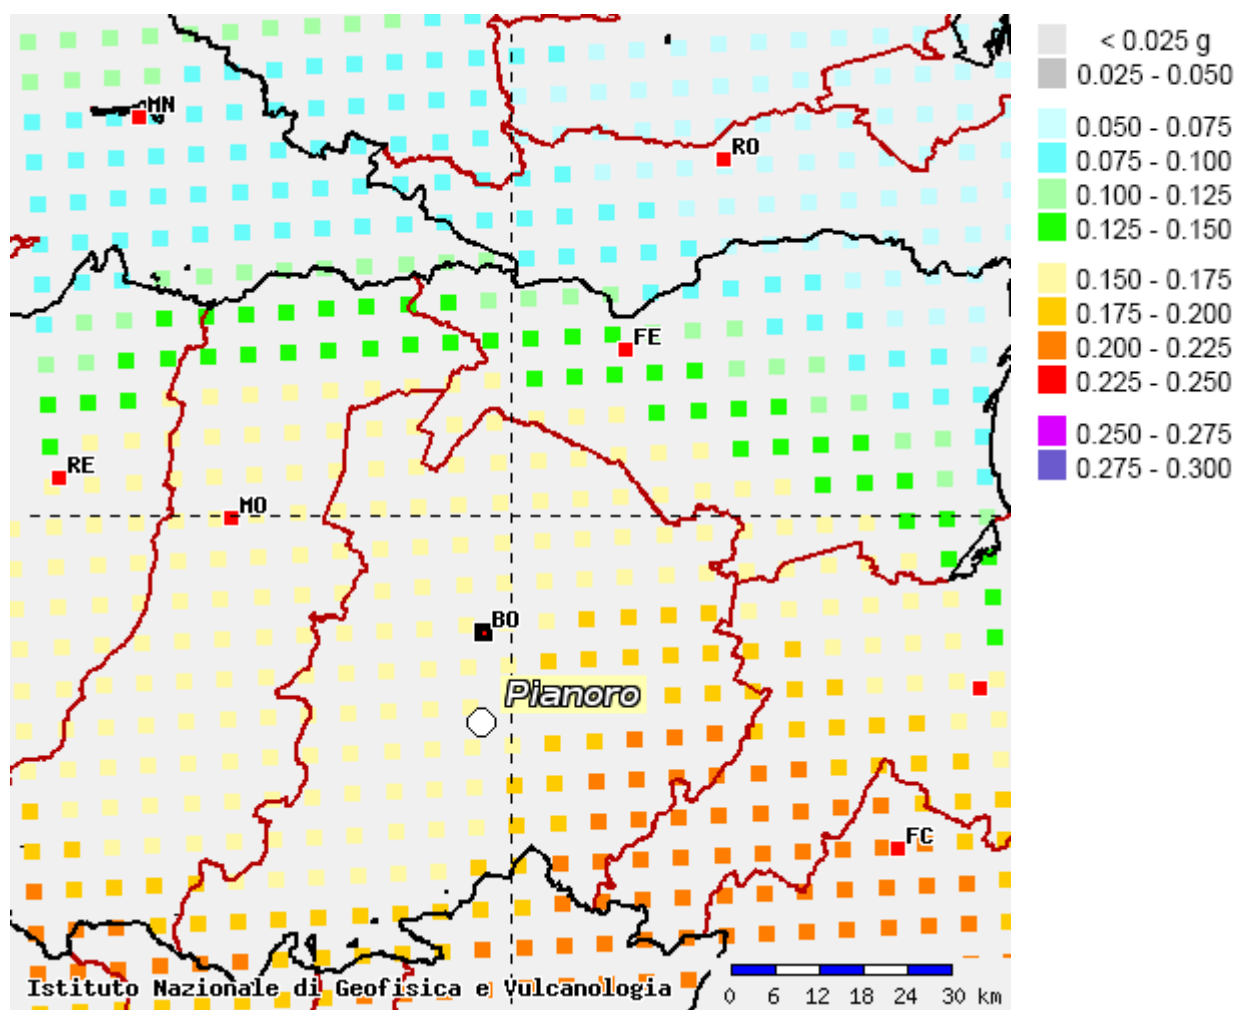 < 0.025 g
0.025 - 0.050
0.050 - 0.075
0.075 - 0.100
0.100 - 0.125
0.125 - 0.150
0.150 - 0.175
0.175 - 0.200
0.200 - 0.225
0.225 - 0.250
0.250 - 0.275
0.275 - 0.300
MN
RO
FE
RE
MO
BO
Pianoro
FC
Istituto Nazionale di Geofisica e Vulcanologia
0 6 12 18 24 30 km